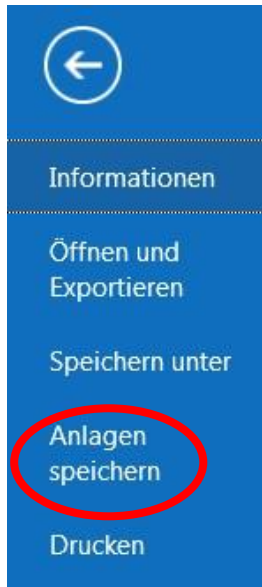 Informationen
Öffnen und
Exportieren
Speichern unter
Anlagen
speichern
Drucken